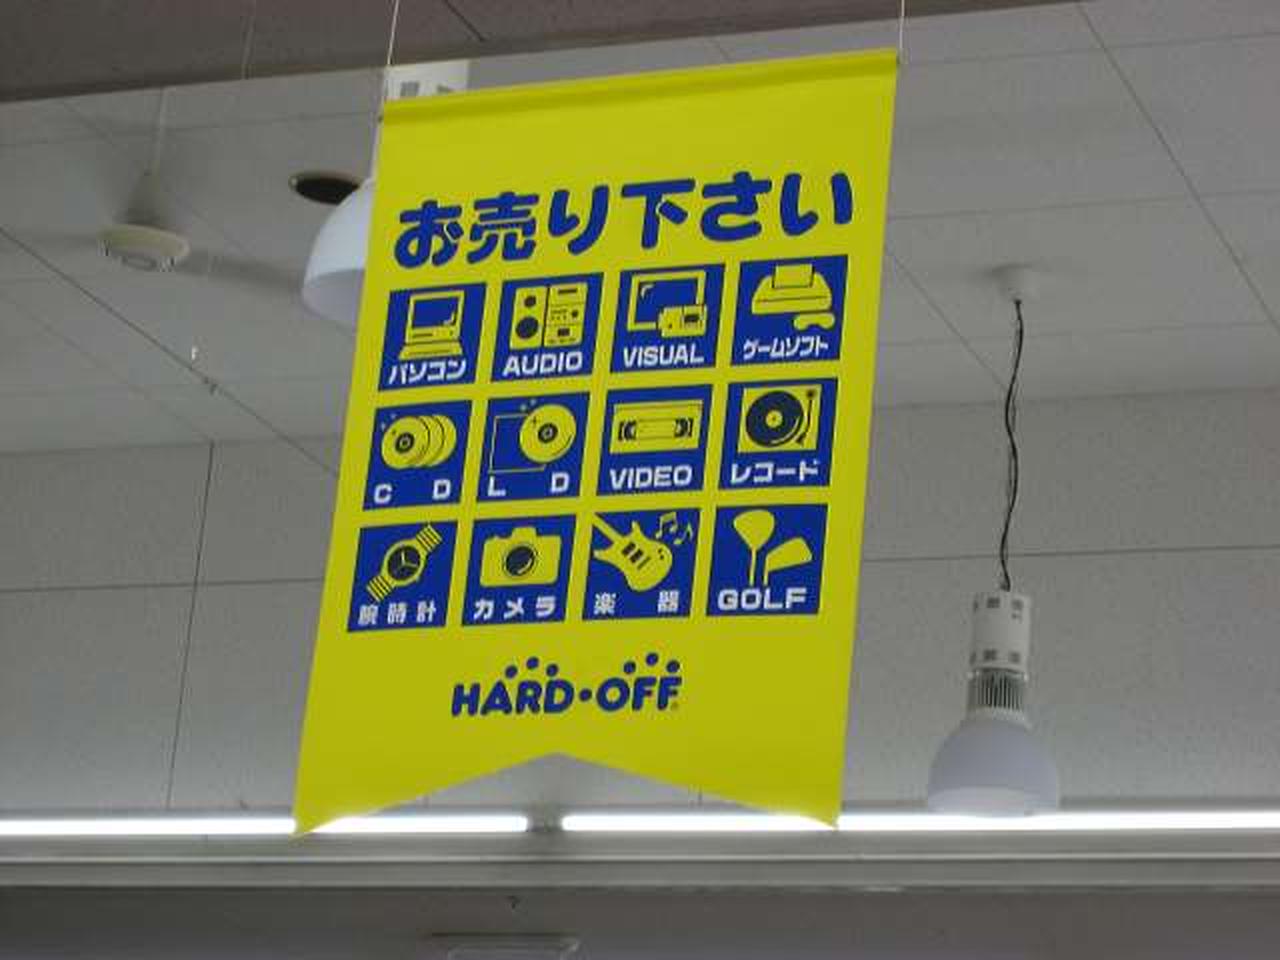 お売り下さい
パソコン AUDIO VISUAL ゲームソフト
C D L D VIDEO レコード
腕時計 カメラ 楽器 GOLF
HARD・OFF